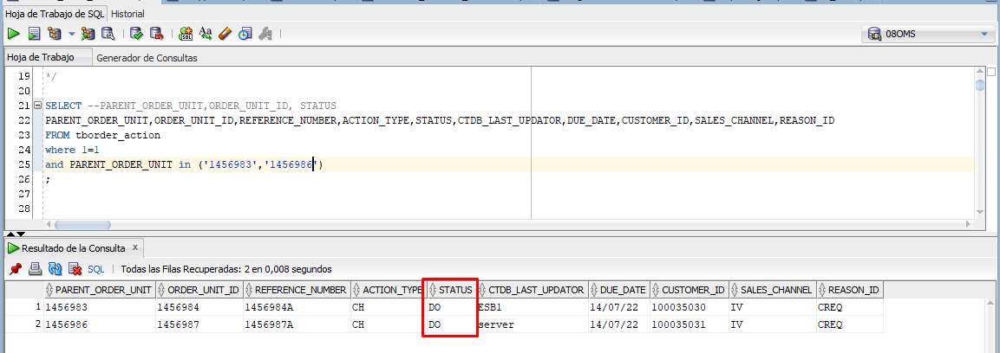 Hoja de Trabajo de SQL Historial
08OMS
Hoja de Trabajo Generador de Consultas
19 */
20
21 SELECT --PARENT_ORDER_UNIT,ORDER_UNIT_ID, STATUS
22 PARENT_ORDER_UNIT,ORDER_UNIT_ID,REFERENCE_NUMBER,ACTION_TYPE,STATUS,CTDB_LAST_UPDATOR,DUE_DATE,CUSTOMER_ID,SALES_CHANNEL,REASON_ID
23 FROM tborder_action
24 where 1=1
25 and PARENT_ORDER_UNIT in ('1456983','1456986')
26 ;
27
28
Resultado de la Consulta x
SQL | Todas las Filas Recuperadas: 2 en 0,008 segundos
PARENT_ORDER_UNIT ORDER_UNIT_ID REFERENCE_NUMBER ACTION_TYPE STATUS CTDB_LAST_UPDATOR DUE_DATE CUSTOMER_ID SALES_CHANNEL REASON_ID
1 1456983 1456984 1456984A CH DO ESB1 14/07/22 100035030 IV CREQ
2 1456986 1456987 1456987A CH DO server 14/07/22 100035031 IV CREQ